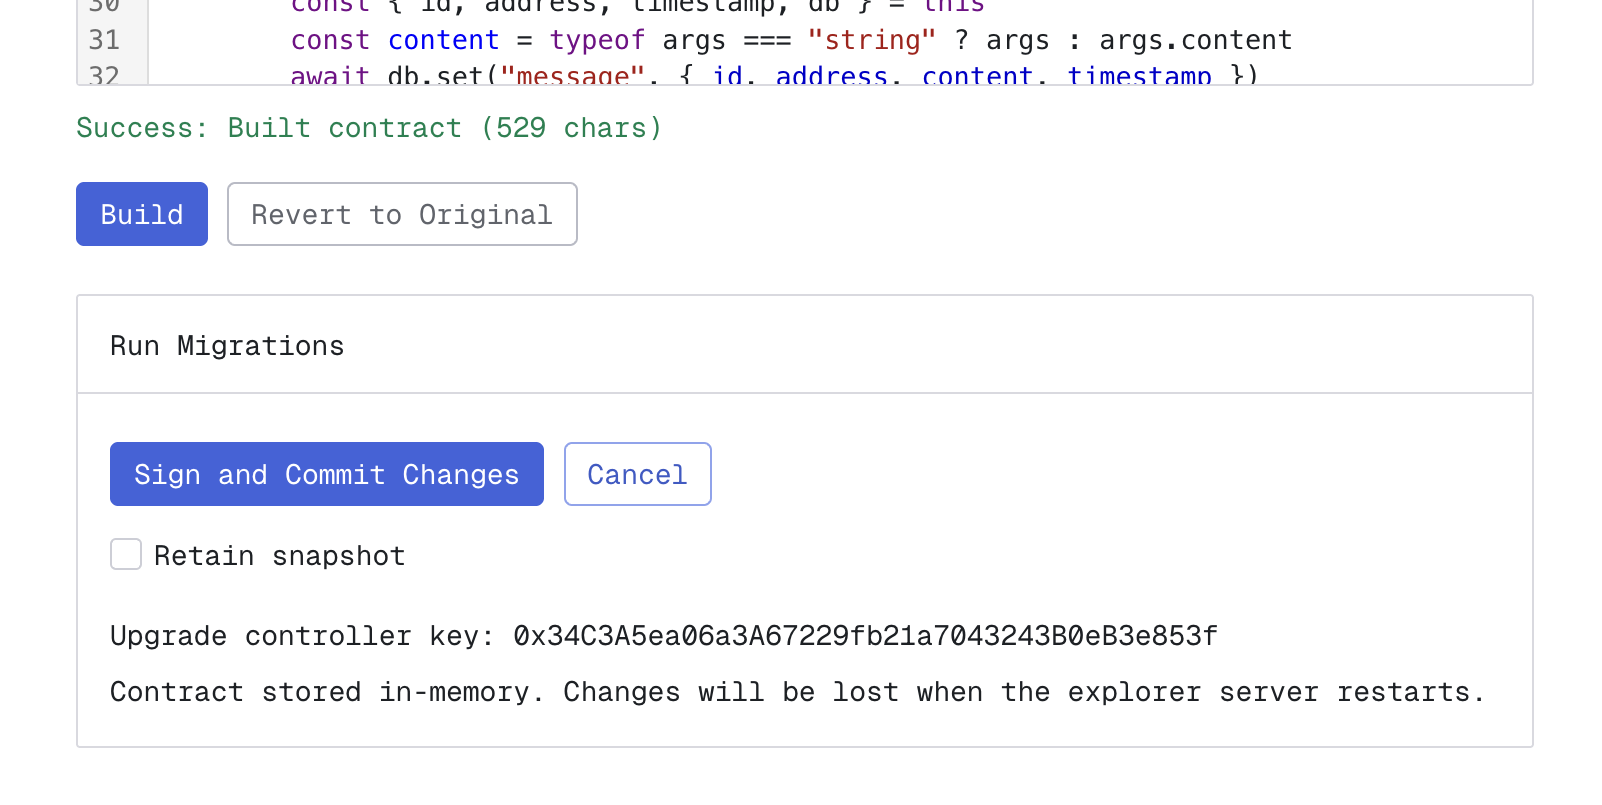 30 const { id, address, timestamp, db } = this
31 const content = typeof args === "string" ? args : args.content
32 await db.set("message", { id, address, content, timestamp })
Success: Built contract (529 chars)
Build Revert to Original
Run Migrations
Sign and Commit Changes Cancel
Retain snapshot
Upgrade controller key: 0x34C3A5ea06a3A67229fb21a7043243B0eB3e853f
Contract stored in-memory. Changes will be lost when the explorer server restarts.